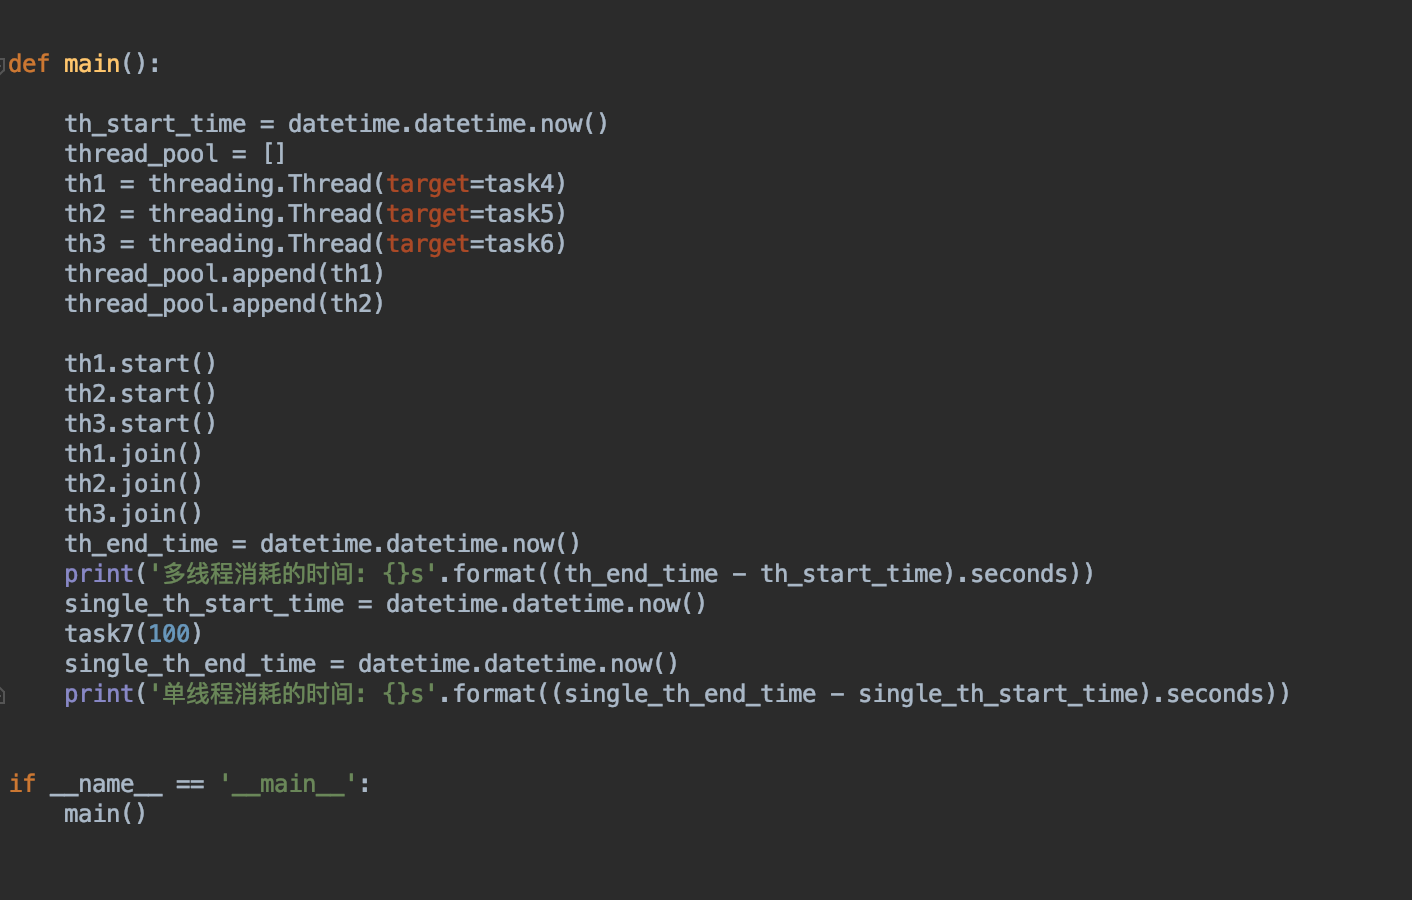 def main():
th_start_time = datetime.datetime.now()
thread_pool = []
th1 = threading.Thread(target=task4)
th2 = threading.Thread(target=task5)
th3 = threading.Thread(target=task6)
thread_pool.append(th1)
thread_pool.append(th2)
th1.start()
th2.start()
th3.start()
th1.join()
th2.join()
th3.join()
th_end_time = datetime.datetime.now()
print('多线程消耗的时间: {}s'.format((th_end_time - th_start_time).seconds))
single_th_start_time = datetime.datetime.now()
task7(100)
single_th_end_time = datetime.datetime.now()
print('单线程消耗的时间: {}s'.format((single_th_end_time - single_th_start_time).seconds))
if __name__ == '__main__':
main()